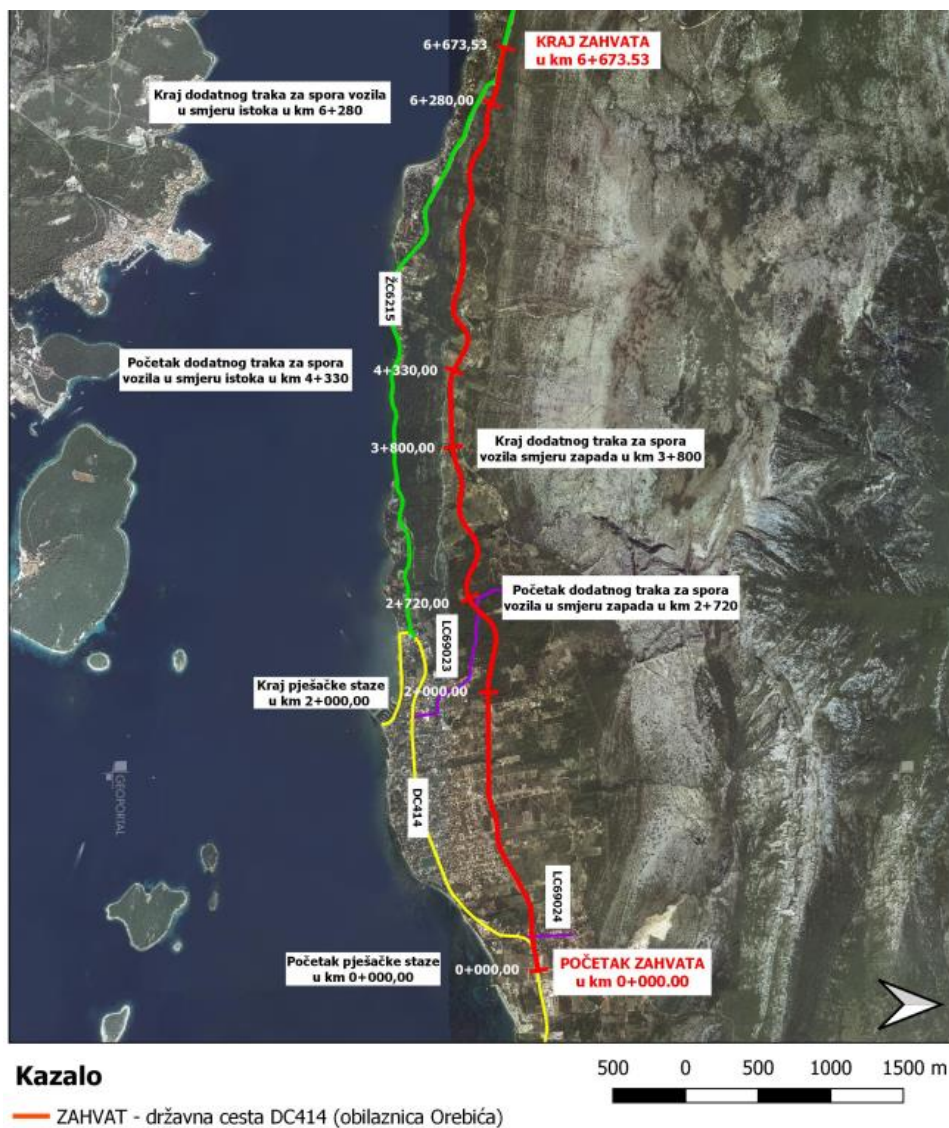 6+673,53
KRAJ ZAHVATA
u km 6+673.53
Kraj dodatnog traka za spora vozila
u smjeru istoka u km 6+280
6+280,00
ŽC6215
Početak dodatnog traka za spora
vozila u smjeru istoka u km 4+330
4+330,00
3+800,00
Kraj dodatnog traka za spora
vozila smjeru zapada u km 3+800
2+720,00
Početak dodatnog traka za spora
vozila u smjeru zapada u km 2+720
LC69023
Kraj pješačke staze
u km 2+000,00
2+000,00
GEOPORTAL
DC414
LC69024
Početak pješačke staze
u km 0+000,00
0+000,00
POČETAK ZAHVATA
u km 0+000.00
Kazalo
500 0 500 1000 1500 m
ZAHVAT - državna cesta DC414 (obilaznica Orebića)